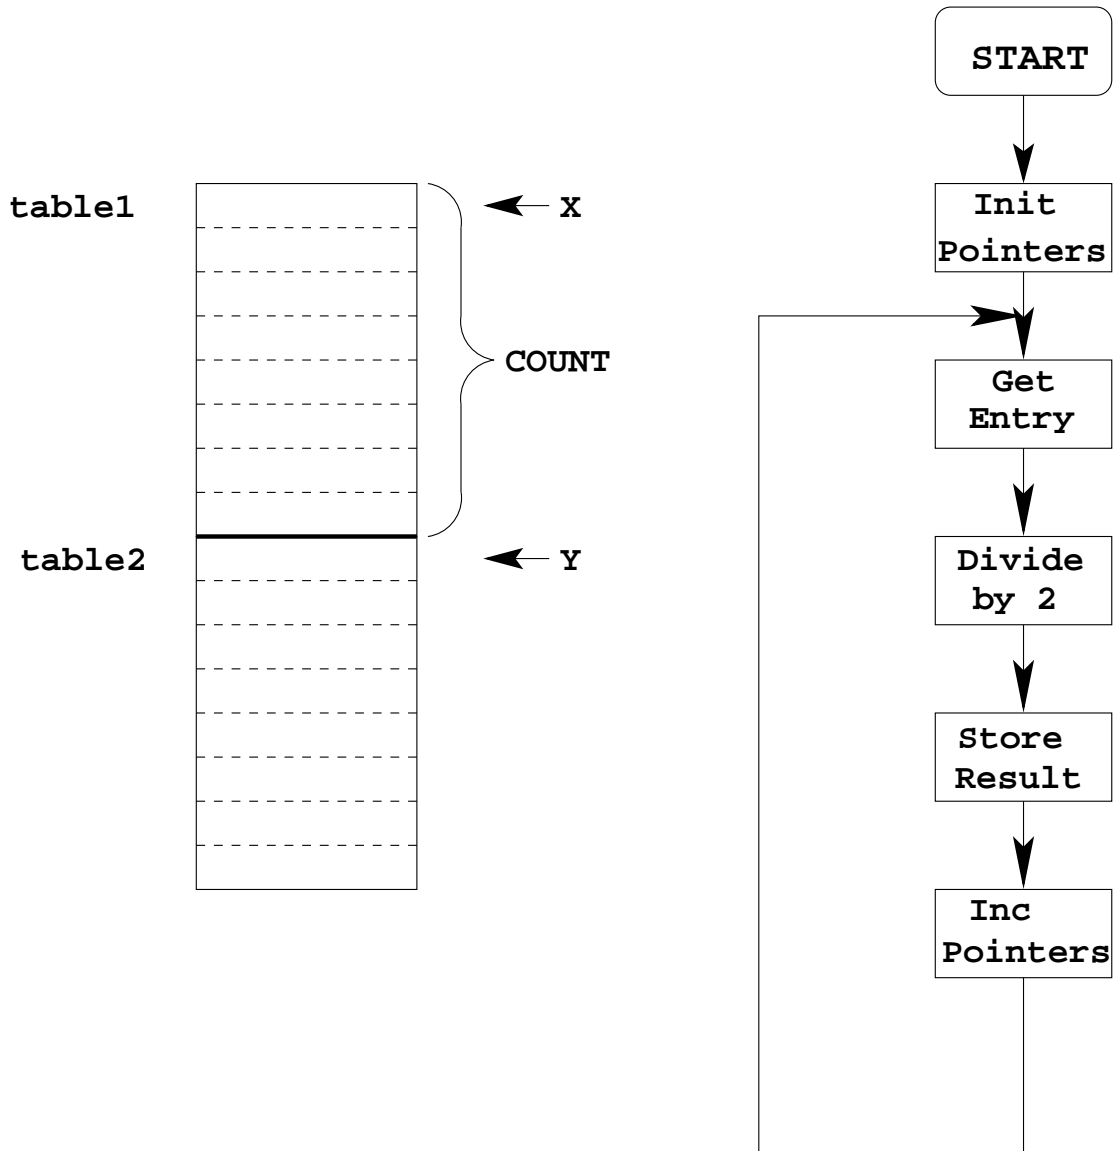 START
table1
X
Init
Pointers
COUNT
Get
Entry
table2
Y
Divide
by 2
Store
Result
Inc
Pointers